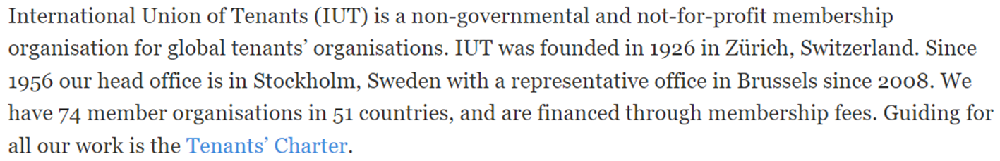 International Union of Tenants (IUT) is a non-governmental and not-for-profit membership
organisation for global tenants’ organisations. IUT was founded in 1926 in Zürich, Switzerland. Since
1956 our head office is in Stockholm, Sweden with a representative office in Brussels since 2008. We
have 74 member organisations in 51 countries, and are financed through membership fees. Guiding for
all our work is the Tenants’ Charter.